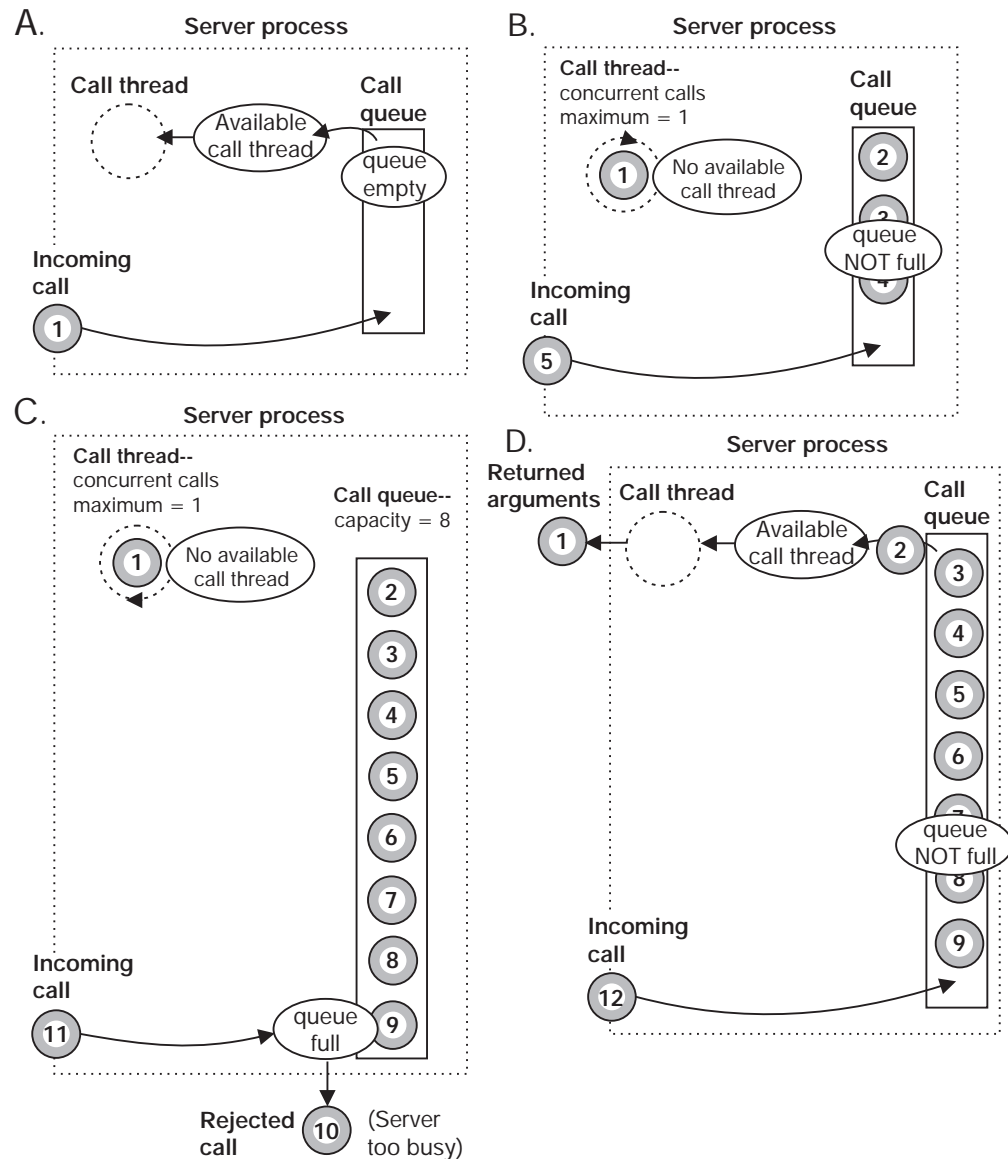 A.
Server process
Call thread
Available
call thread
Call
queue
queue
empty
Incoming
call
1
B.
Server process
Call thread--
concurrent calls
maximum = 1
1
No available
call thread
Call
queue
2
3
queue
NOT full
4
Incoming
call
5
C.
Server process
Call thread--
concurrent calls
maximum = 1
1
No available
call thread
Call queue--
capacity = 8
2
3
4
5
6
7
8
9
queue
full
Incoming
call
11
Rejected
call
10
(Server
too busy)
D.
Server process
Returned
arguments
1
Call thread
Available
call thread
2
Call
queue
3
4
5
6
7
queue
NOT full
8
9
Incoming
call
12